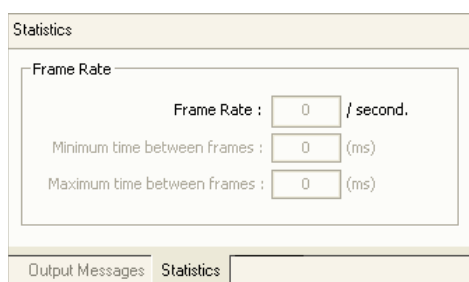 Statistics
Frame Rate
Frame Rate : 0 / second.
Minimum time between frames : 0 (ms)
Maximum time between frames : 0 (ms)
Output Messages Statistics